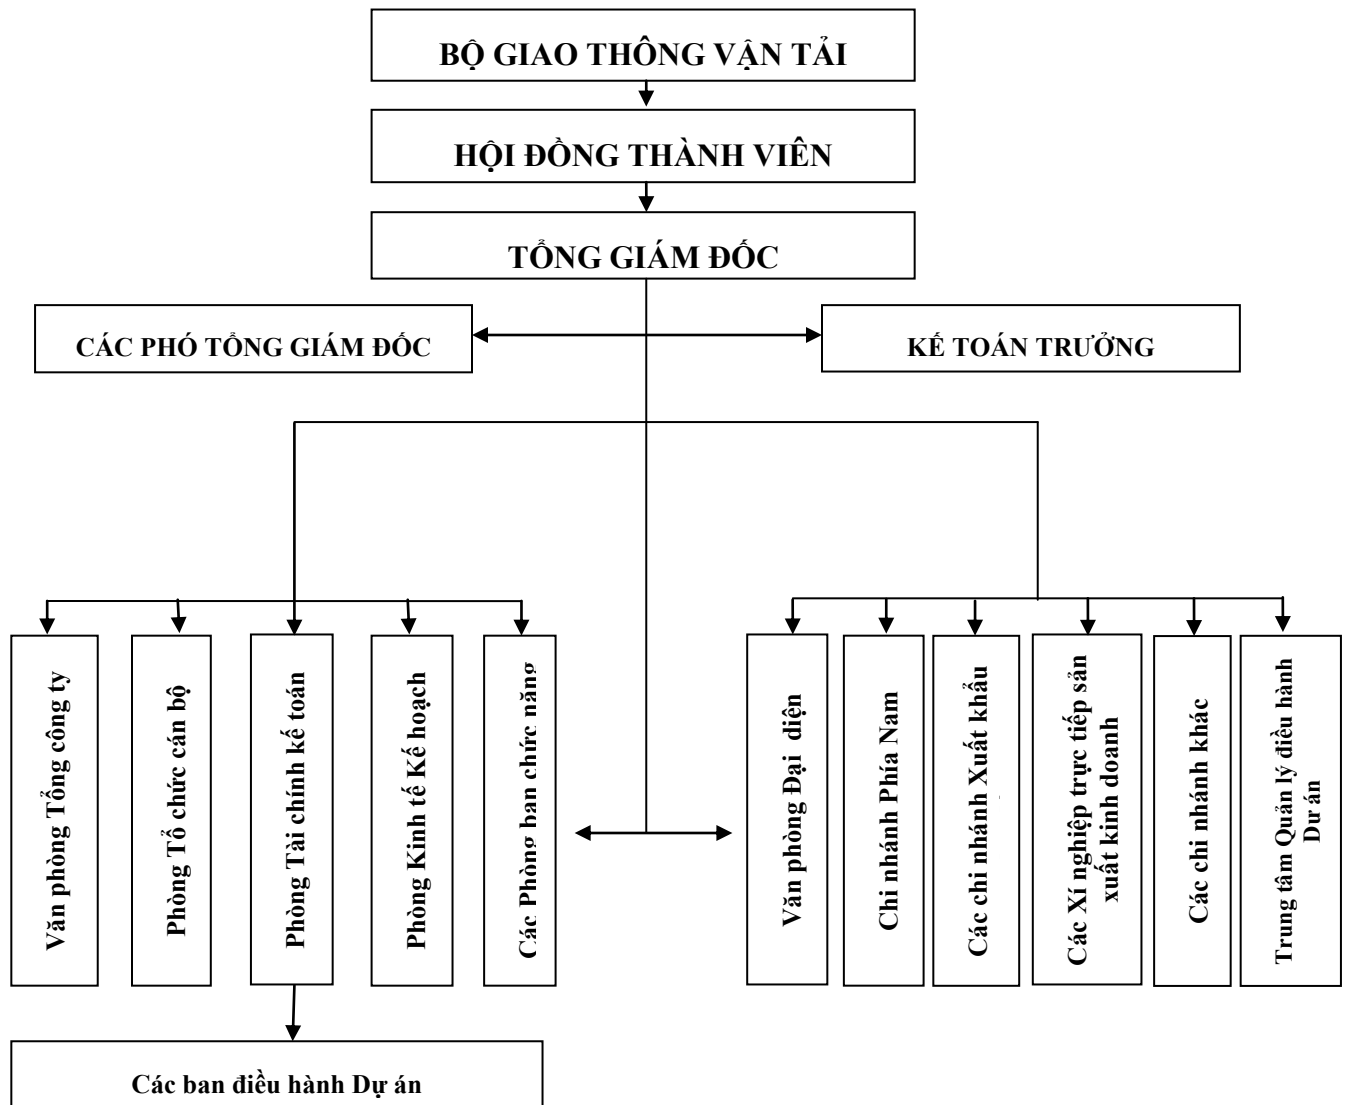 BỘ GIAO THÔNG VẬN TẢI
HỘI ĐỒNG THÀNH VIÊN
TỔNG GIÁM ĐỐC
CÁC PHÓ TỔNG GIÁM ĐỐC
KẾ TOÁN TRƯỞNG
Văn phòng Tổng công ty
Phòng Tổ chức cán bộ
Phòng Tài chính kế toán
Phòng Kinh tế Kế hoạch
Các Phòng ban chức năng
Văn phòng Đại diện
Chi nhánh Phía Nam
Các chi nhánh Xuất khẩu
Các Xí nghiệp trực tiếp sản
xuất kinh doanh
Các chi nhánh khác
Trung tâm Quản lý điều hành
Dự án
Các ban điều hành Dự án